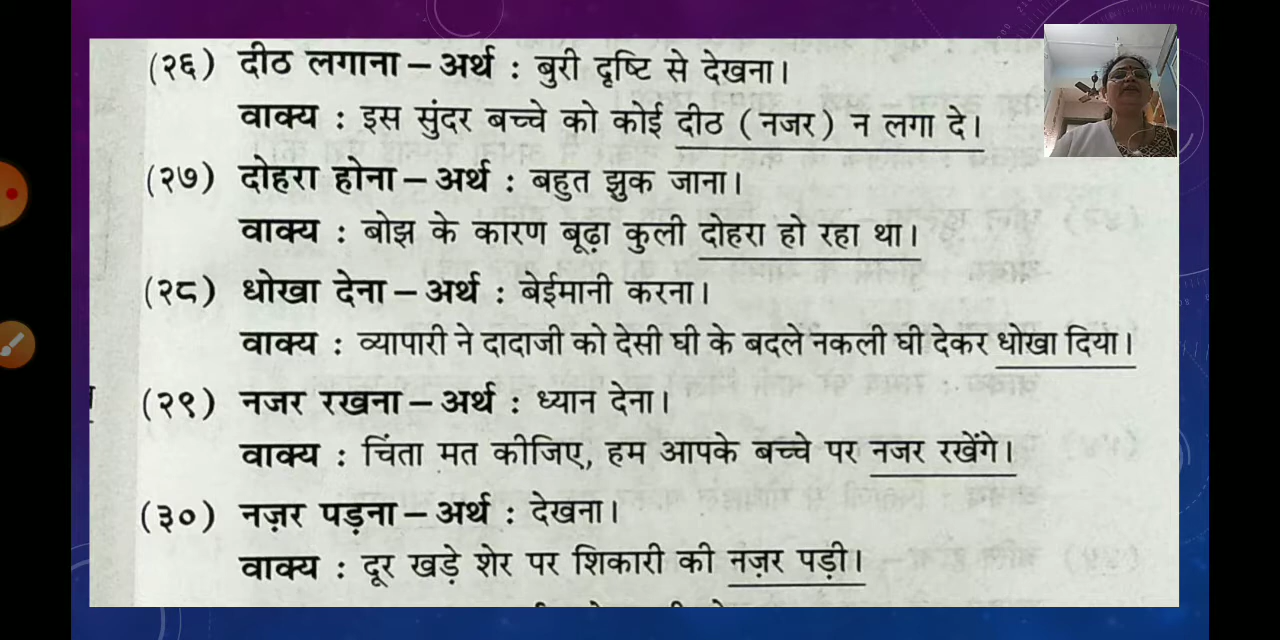 (२६) दीठ लगाना – अर्थ : बुरी दृष्टि से देखना।
वाक्य : इस सुंदर बच्चे को कोई दीठ (नजर) न लगा दे।
(२७) दोहरा होना – अर्थ : बहुत झुक जाना।
वाक्य : बोझ के कारण बूढ़ा कुली दोहरा हो रहा था।
(२८) धोखा देना – अर्थ : बेईमानी करना।
वाक्य : व्यापारी ने दादाजी को देसी घी के बदले नकली घी देकर धोखा दिया।
(२९) नजर रखना – अर्थ : ध्यान देना।
वाक्य : चिंता मत कीजिए, हम आपके बच्चे पर नजर रखेंगे।
(३०) नज़र पड़ना – अर्थ : देखना।
वाक्य : दूर खड़े शेर पर शिकारी की नज़र पड़ी।